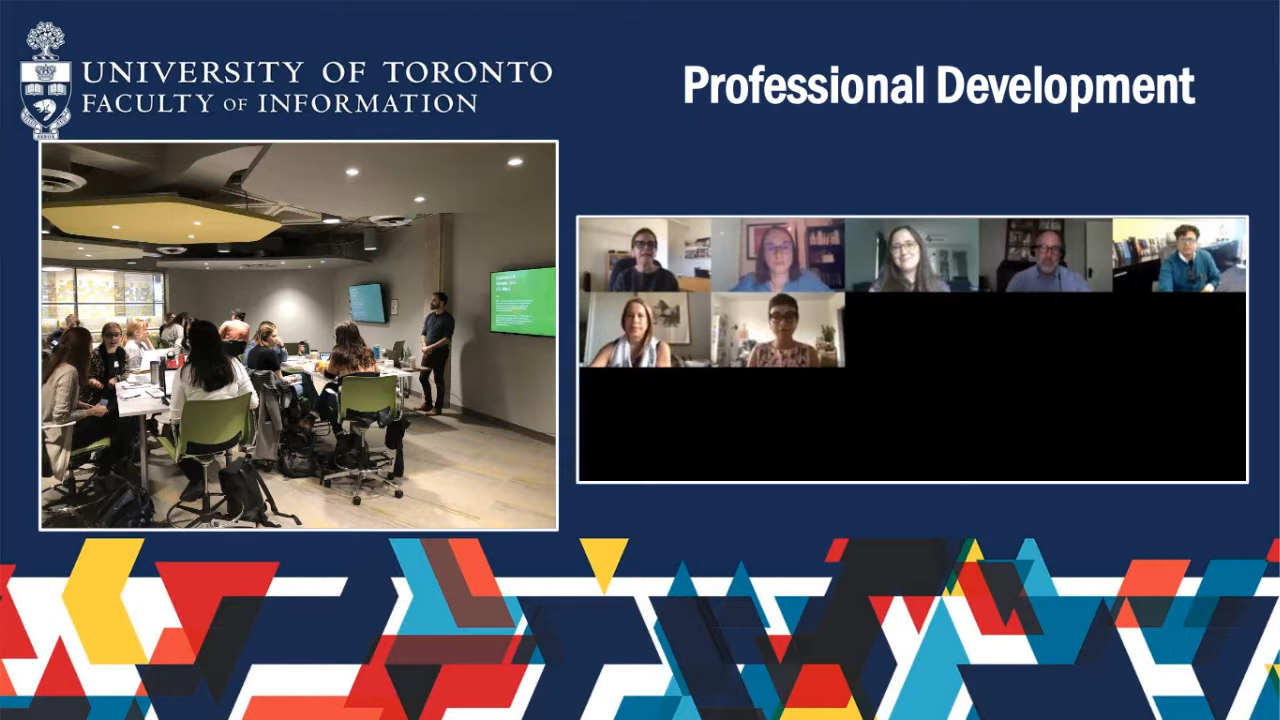 UNIVERSITY OF TORONTO
FACULTY OF INFORMATION
Professional Development